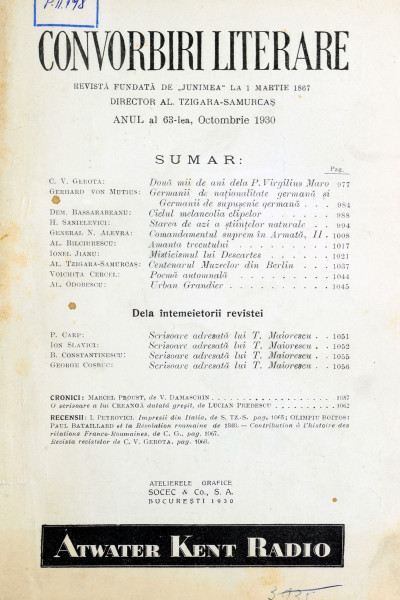 P.II.198
CONVORBIRI LITERARE
REVISTĂ FUNDATĂ DE „JUNIMEA” LA 1 MARTIE 1867
DIRECTOR AL. TZIGARA-SAMURCAȘ
ANUL al 63-lea, Octombrie 1930
SUMAR:
Pag.
C. V. GEROTA: Două mii de ani dela P. Virgilius Maro 977
GERHARD VON MUTIUS: Germanii de naționalitate germană și
Germanii de supușenie germană . . . 984
DEM. BASSARABEANU: Ciclul melancolia clipelor . . . . . . 988
H. SANIELEVICI: Starea de azi a științelor naturale . . 994
GENERAL N. ALEVRA: Comandamentul suprem în Armată, II . 1008
AL. BILCIURESCU: Amanta trecutului . . . . . . . . 1017
IONEL JIANU: Misticismul lui Descartes . . . . . . 1021
AL. TZIGARA-SAMURCAȘ: Centenarul Muzeelor din Berlin . . . 1037
VOICHIȚA CERCEL: Poemă automnală . . . . . . . . 1044
AL. ODORESCU: Urban Grandier . . . . . . . . . 1045
Dela întemeietorii revistei
P. CARP: Scrisoare adresată lui T. Maiorescu . . 1051
ION SLAVICI: Scrisoare adresată lui T. Maiorescu . . 1052
B. CONSTANTINESCU: Scrisoare adresată lui T. Maiorescu . . 1055
GEORGE COȘBUC: Scrisoare adresată lui T. Maiorescu . . 1056
CRONICI: MARCEL PROUST, de V. DAMASCHIN . . . . . . . . . . 1057
O scrisoare a lui CREANGĂ datată greșit, de LUCIAN PREDESCU . . . . 1062
RECENSII: I. PETROVICI. Impresii din Italia, de S. TZ-S. pag. 1065; OLIMPIU BOITOS:
PAUL BATAILLARD et la Révolution roumaine de 1848. — Contribution à l'histoire des
rélations Franco-Roumaines, de C. G., pag. 1067.
Revista revistelor de C. V. GEROTA, pag. 1069.
ATELIERELE GRAFICE
SOCEC & Co., S. A.
BUCUREȘTI 1930
ATWATER KENT RADIO